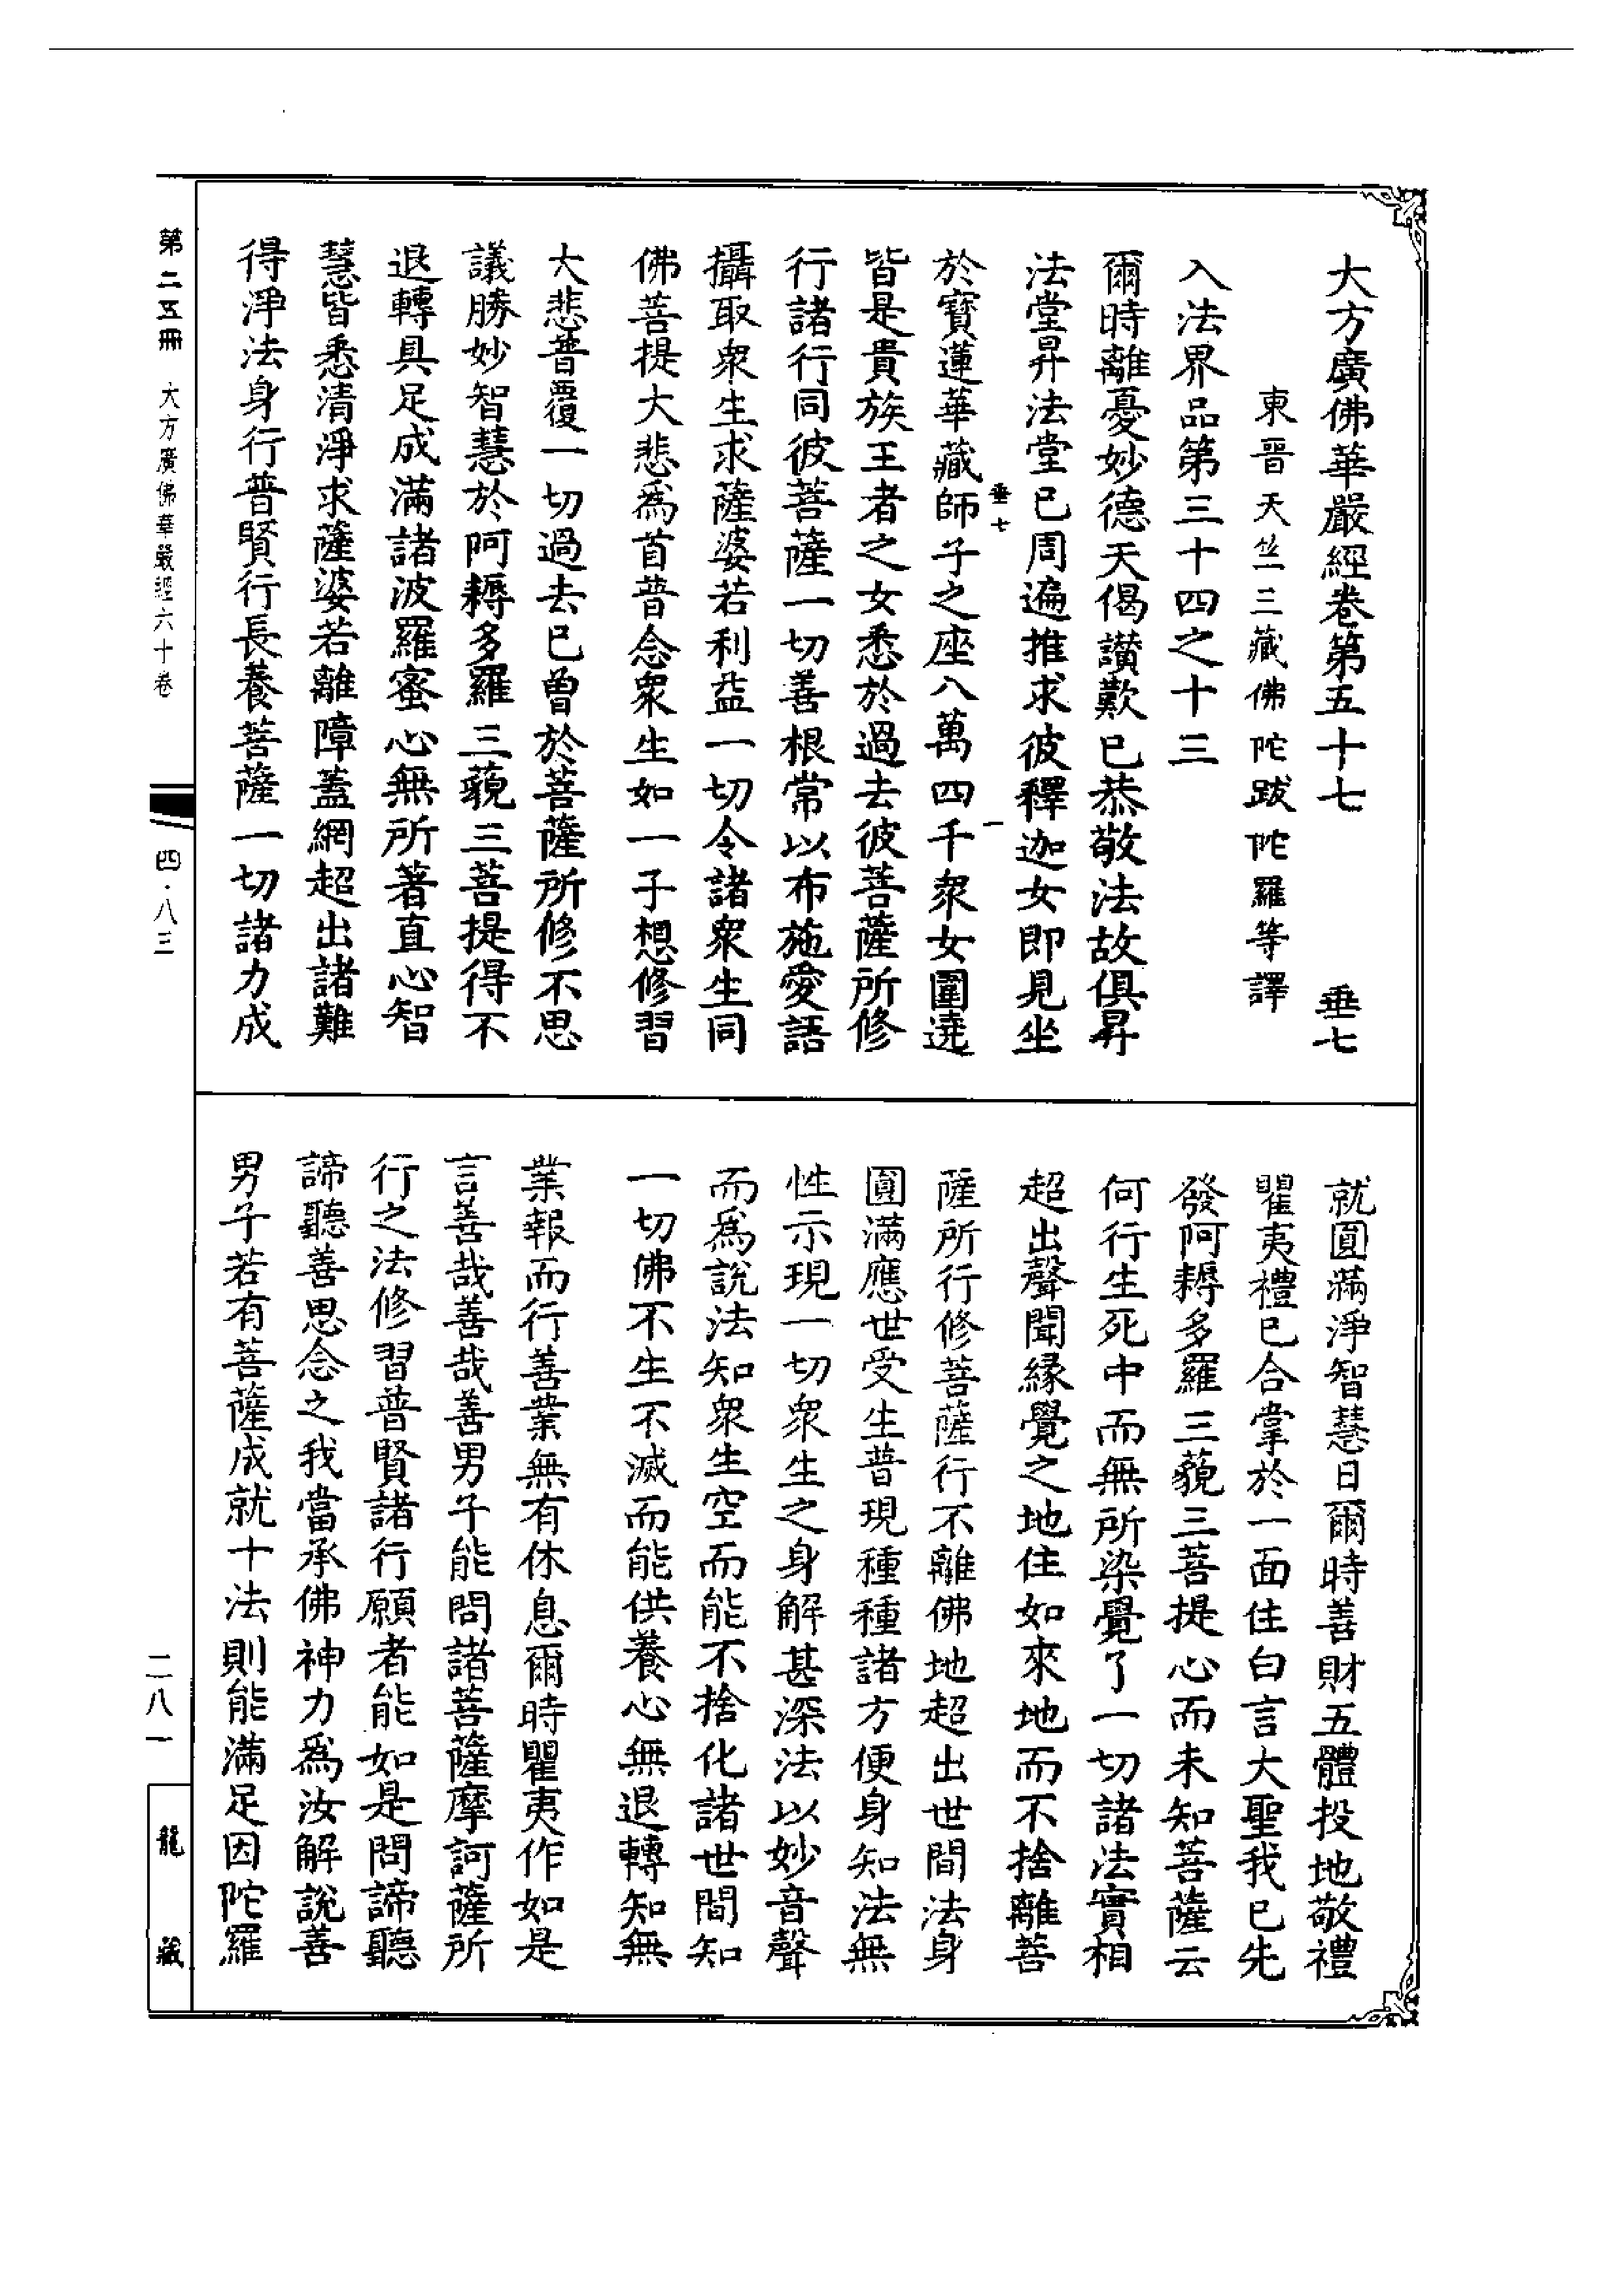 大方廣佛華嚴經卷第五十七 垂七
東晉天竺三藏佛陀跋陀羅等譯
入法界品第三十四之十三
爾時離憂妙德天偈讃歎已恭敬法故俱昇
法堂昇法堂已周遍推求彼釋迦女即見坐
垂七 一
於寶蓮華藏師子之座八萬四千衆女圍遶
皆是貴族王者之女悉於過去彼菩薩所修
行諸行同彼菩薩一切善根常以布施愛語
攝取衆生求薩婆若利益一切令諸衆生同
佛菩提大悲爲首普念衆生如一子想修習
大悲普覆一切過去已曾於菩薩所修不思
議勝妙智慧於阿耨多羅三藐三菩提得不
退轉具足成滿諸波羅蜜心無所著直心智
慧皆悉清淨求薩婆若離障蓋網超出諸難
得淨法身行普賢行長養菩薩一切諸力成
就圓滿淨智慧日爾時善財五體投地敬禮
瞿夷禮已合掌於一面住白言大聖我已先
發阿耨多羅三藐三菩提心而未知菩薩云
何行生死中而無所染覺了一切諸法實相
超出聲聞緣覺之地住如來地而不捨離菩
薩所行修菩薩行不離佛地超出世間法身
圓滿應世受生普現種種諸方便身知法無
性示現一切衆生之身解甚深法以妙音聲
而爲說法知衆生空而能不捨化諸世間知
一切佛不生不滅而能供養心無退轉知無
業報而行善業無有休息爾時瞿夷作如是
言善哉善哉善男子能問諸菩薩摩訶薩所
行之法修習普賢諸行願者能如是問諦聽
諦聽善思念之我當承佛神力爲汝解說善
男子若有菩薩成就十法則能滿足因陀羅
第二五冊 大方廣佛華嚴經六十卷
四·八三
二八一
龍藏